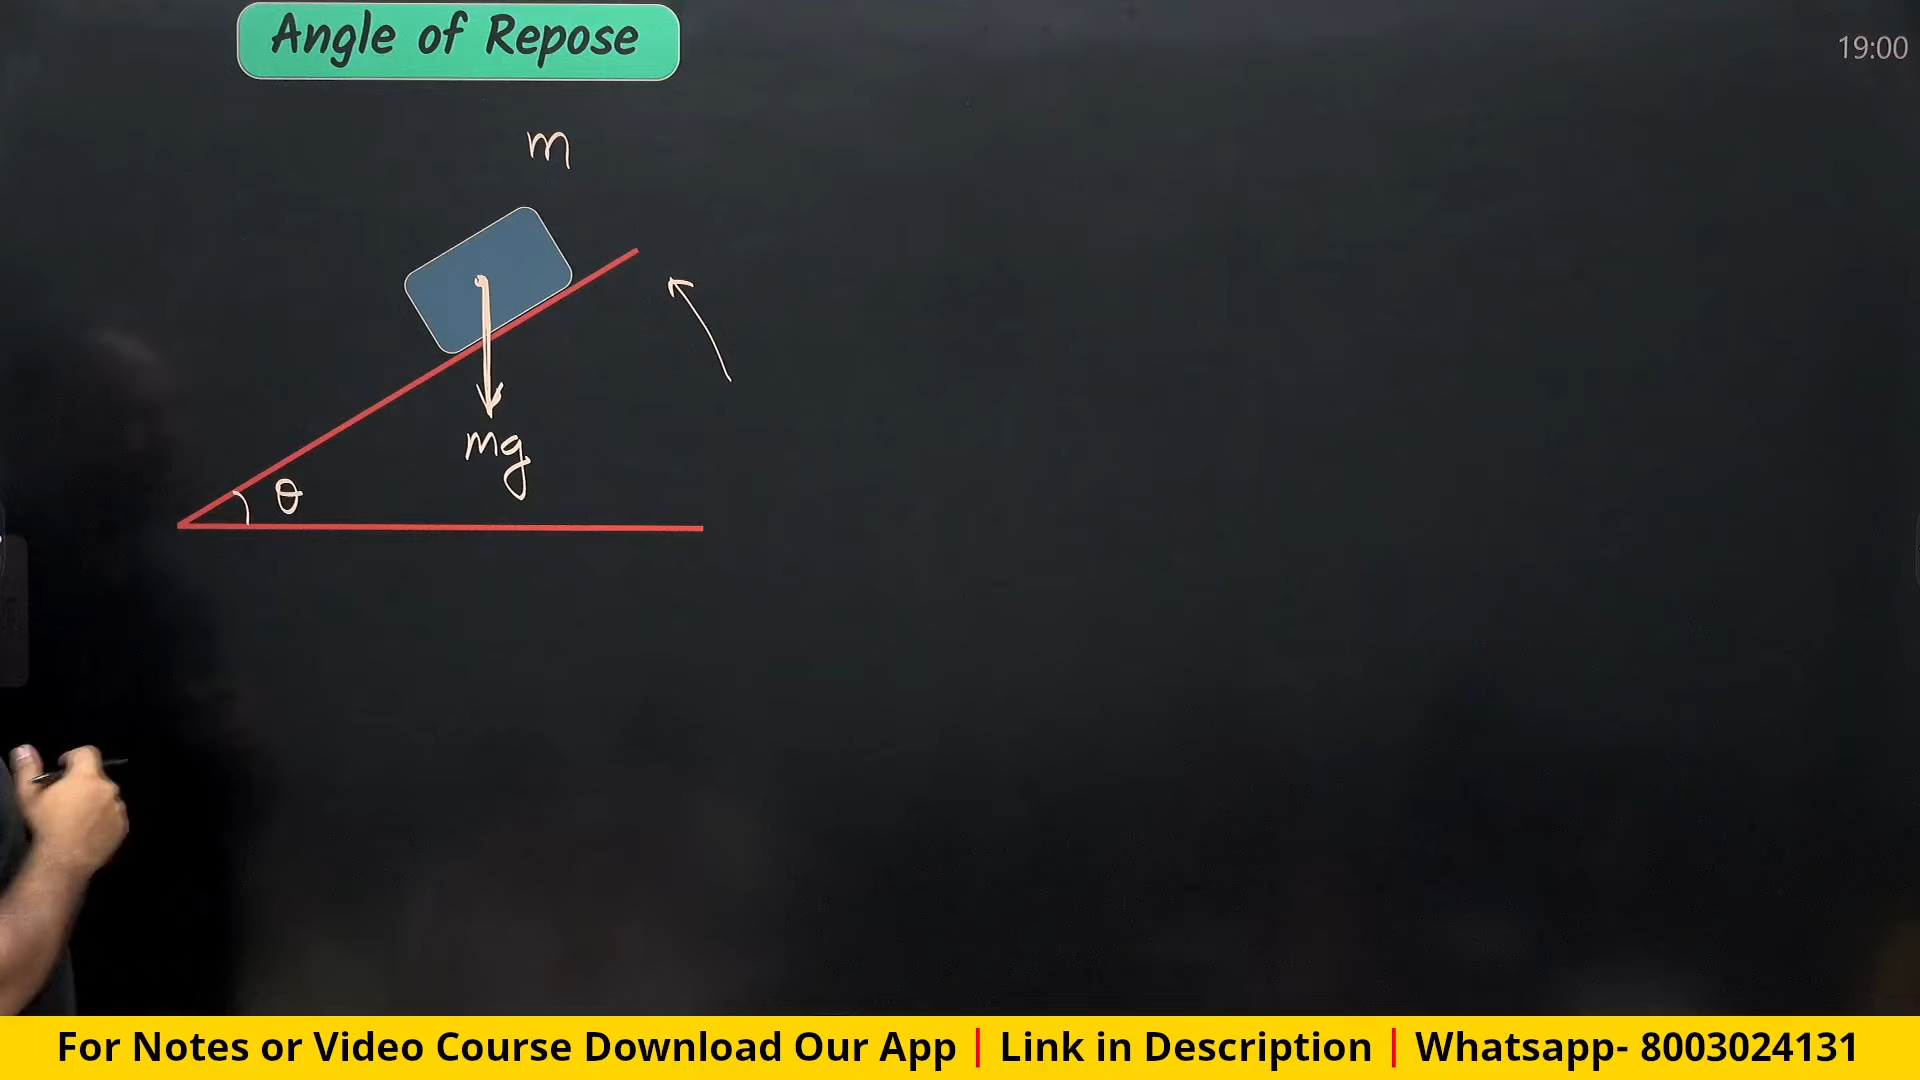 Angle of Repose
19:00
m
mg
θ
For Notes or Video Course Download Our App | Link in Description | Whatsapp- 8003024131